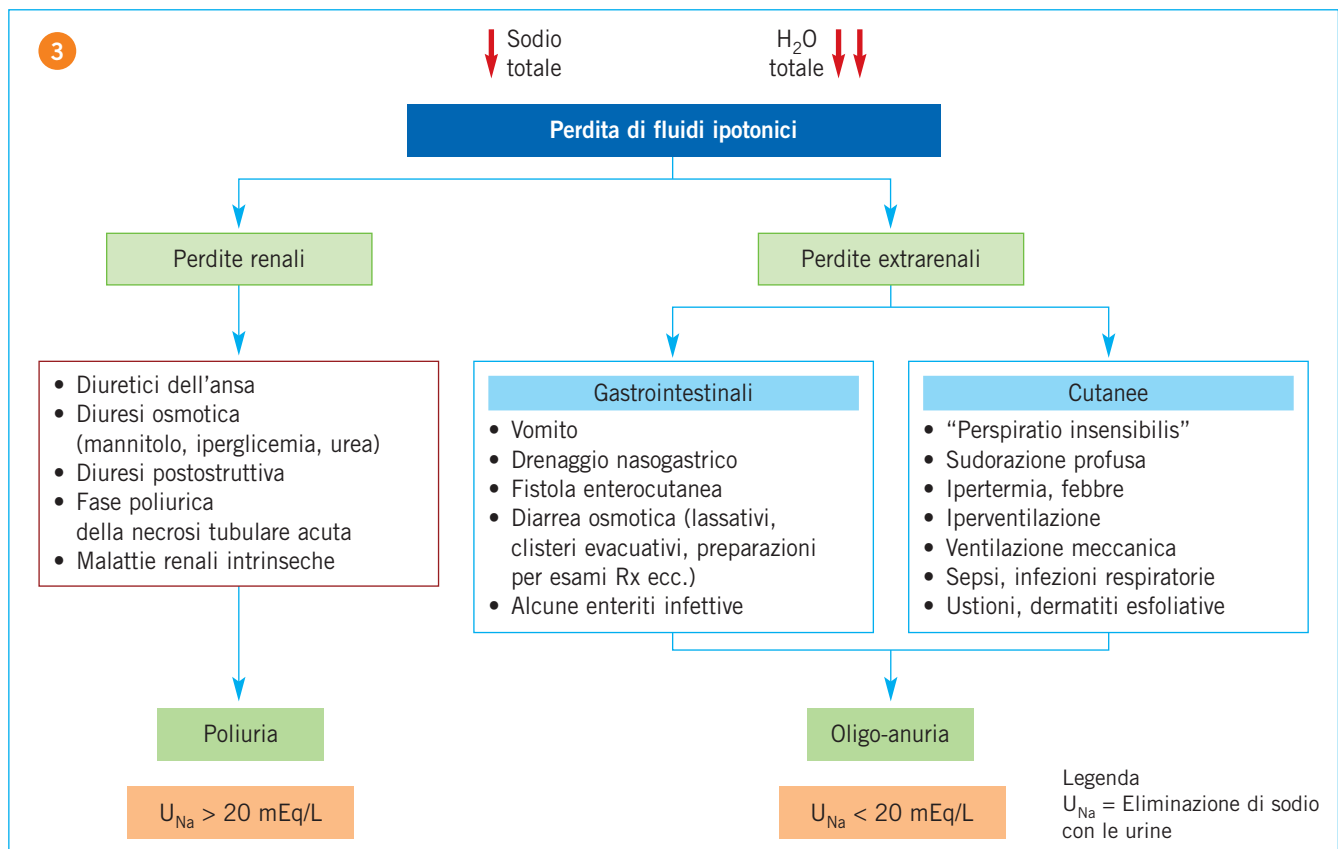 3
Sodio
totale
H₂O
totale
Perdita di fluidi ipotonici
Perdite renali
Perdite extrarenali
• Diuretici dell'ansa
• Diuresi osmotica
(mannitolo, iperglicemia, urea)
• Diuresi postostruttiva
• Fase poliurica
della necrosi tubulare acuta
• Malattie renali intrinseche
Gastrointestinali
• Vomito
• Drenaggio nasogastrico
• Fistola enterocutanea
• Diarrea osmotica (lassativi,
clisteri evacuativi, preparazioni
per esami Rx ecc.)
• Alcune enteriti infettive
Cutanee
• “Perspiratio insensibilis”
• Sudorazione profusa
• Ipertermia, febbre
• Iperventilazione
• Ventilazione meccanica
• Sepsi, infezioni respiratorie
• Ustioni, dermatiti esfoliative
Poliuria
Oligo-anuria
U_Na > 20 mEq/L
U_Na < 20 mEq/L
Legenda
U_Na = Eliminazione di sodio
con le urine